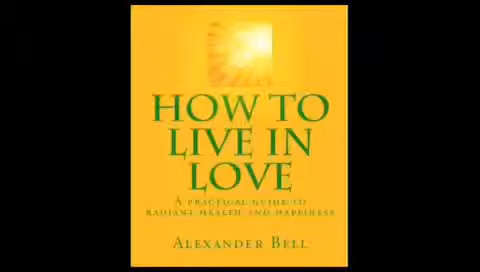 HOW TO
LIVE IN
LOVE
A PRACTICAL GUIDE TO
RADIANT HEALTH AND HAPPINESS
ALEXANDER BELL